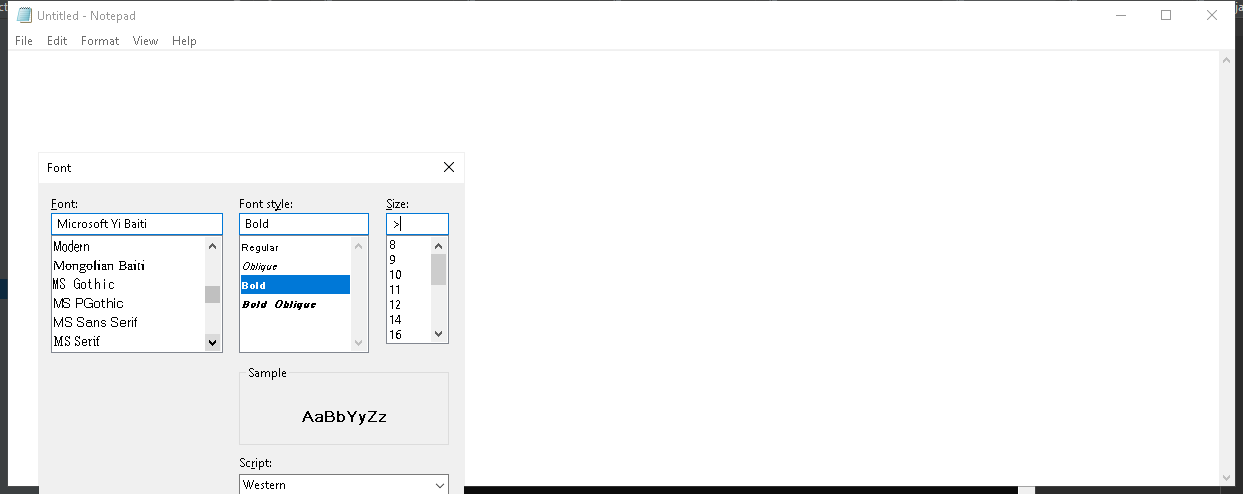 Untitled - Notepad
File Edit Format View Help
Font
Font: Font style: Size:
Microsoft Yi Baiti Bold >
Modern Regular 8
Mongolian Baiti Oblique 9
MS Gothic Bold 10
MS PGothic Bold Oblique 11
MS Sans Serif 12
MS Serif 14
16
Sample
AaBbYyZz
Script:
Western